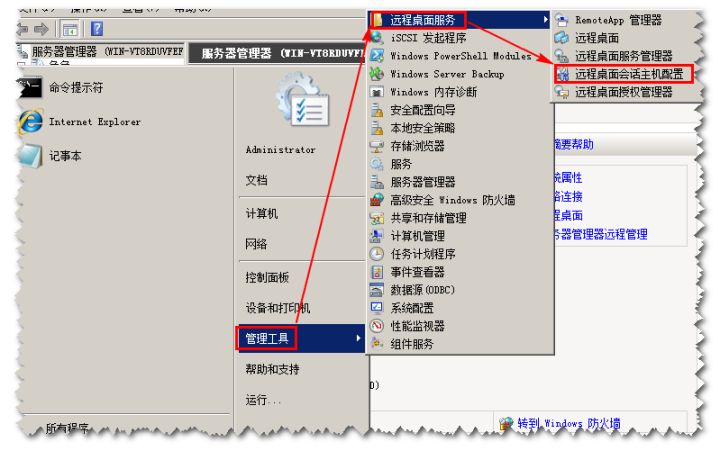 服务器管理器 (WIN-VT8RDUVFEF
服务器管理器 (WIN-VT8RDUVFE
命令提示符
Internet Explorer
记事本
所有程序
Administrator
文档
计算机
网络
控制面板
设备和打印机
管理工具
帮助和支持
运行...
远程桌面服务
iSCSI 发起程序
Windows PowerShell Modules
Windows Server Backup
Windows 内存诊断
安全配置向导
本地安全策略
存储浏览器
服务
服务器管理器
高级安全 Windows 防火墙
共享和存储管理
计算机管理
任务计划程序
事件查看器
数据源(ODBC)
系统配置
性能监视器
组件服务
RemoteApp 管理器
远程桌面
远程桌面服务管理器
远程桌面会话主机配置
远程桌面授权管理器
摘要帮助
统属性
络连接
程桌面
务器管理器远程管理
D)
转到 Windows 防火墙